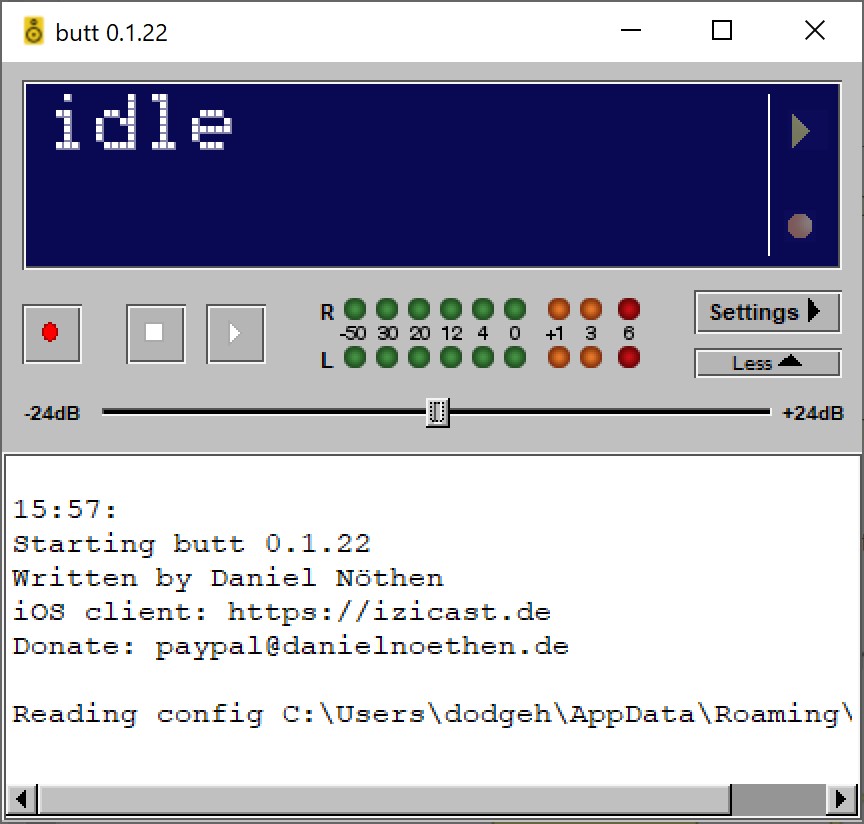 butt 0.1.22
idle
R
-50 30 20 12 4 0 +1 3 6
L
Settings
Less
-24dB
+24dB
15:57:
Starting butt 0.1.22
Written by Daniel Nöthen
iOS client: https://izicast.de
Donate: paypal@danielnoethen.de
Reading config C:\Users\dodgeh\AppData\Roaming\